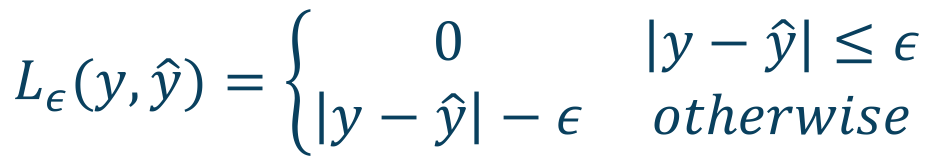 L_ϵ(y, ŷ) = { 0 |y − ŷ| ≤ ϵ
|y − ŷ| − ϵ otherwise